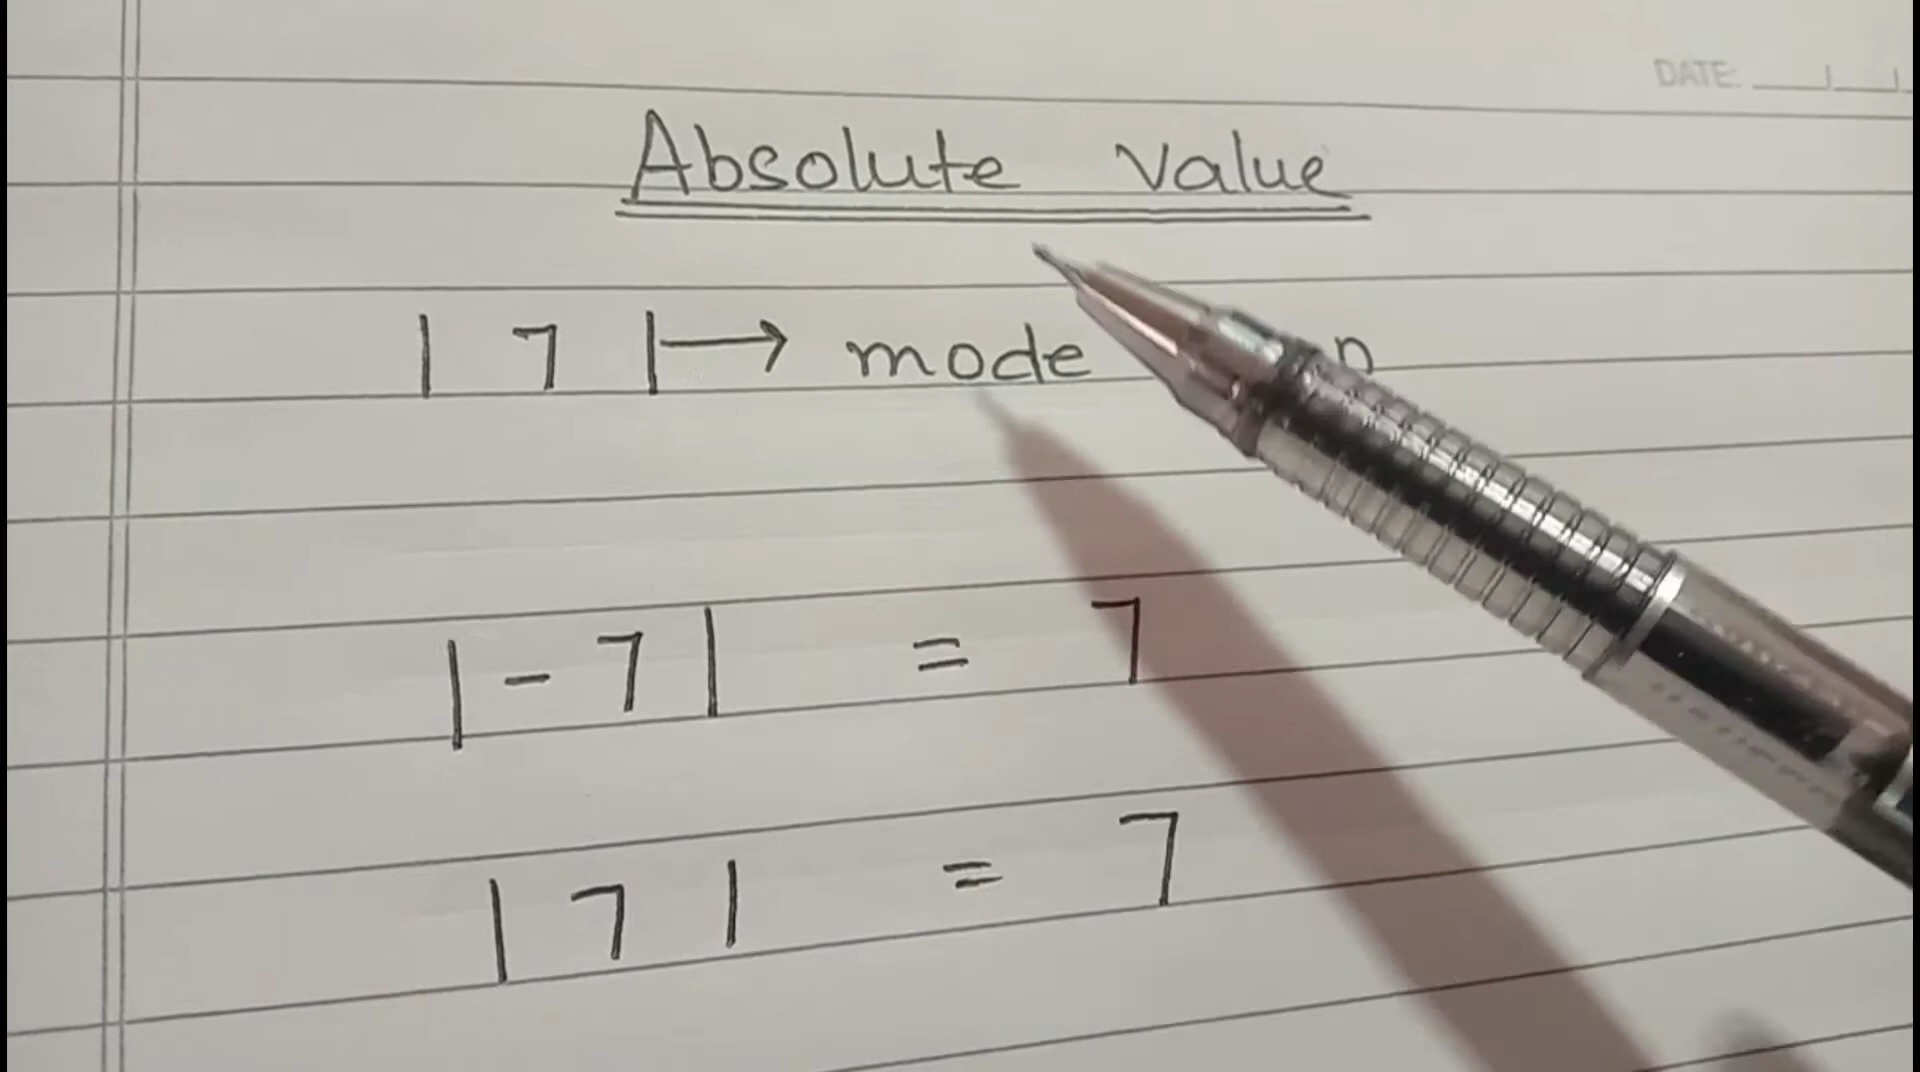 DATE:
Absolute value
| 7 | → mode n
| - 7 | = 7
| 7 | = 7